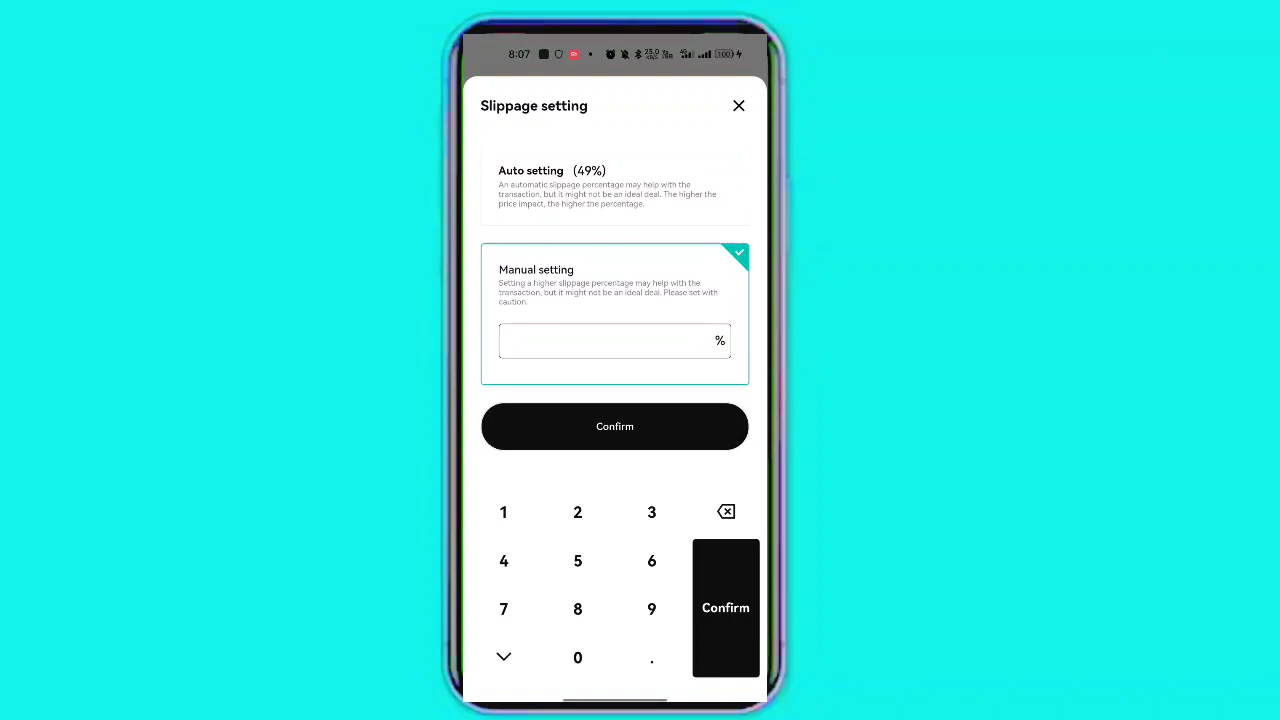 8:07
Slippage setting
Auto setting (49%)
An automatic slippage percentage may help with the
transaction, but it might not be an ideal deal. The higher the
price impact, the higher the percentage.
Manual setting
Setting a higher slippage percentage may help with the
transaction, but it might not be an ideal deal. Please set with
caution.
%
Confirm
1 2 3
4 5 6
7 8 9
Confirm
0 .